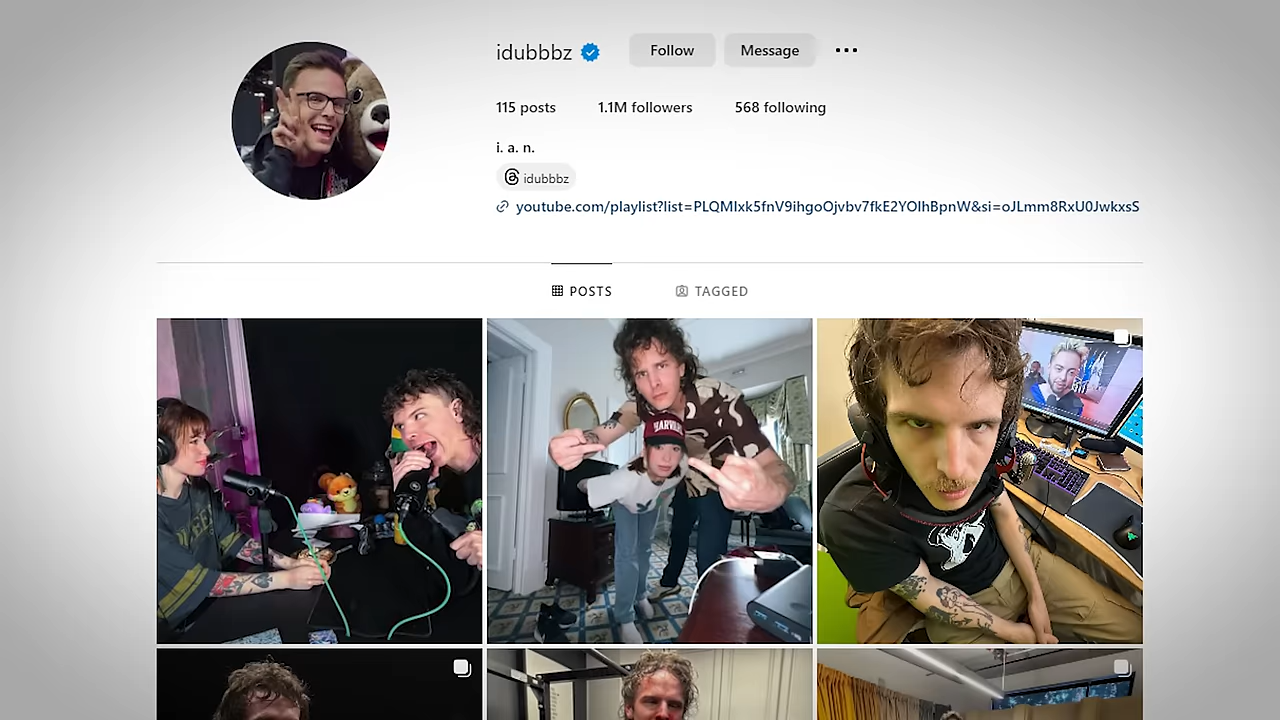 idubbbz
Follow
Message
115 posts
1.1M followers
568 following
i. a. n.
idubbbz
youtube.com/playlist?list=PLQMIxk5fnV9ihgoOjvbv7fkE2YOlhBpnW&si=oJLmm8RxU0JwkxsS
POSTS
TAGGED
HARVARD